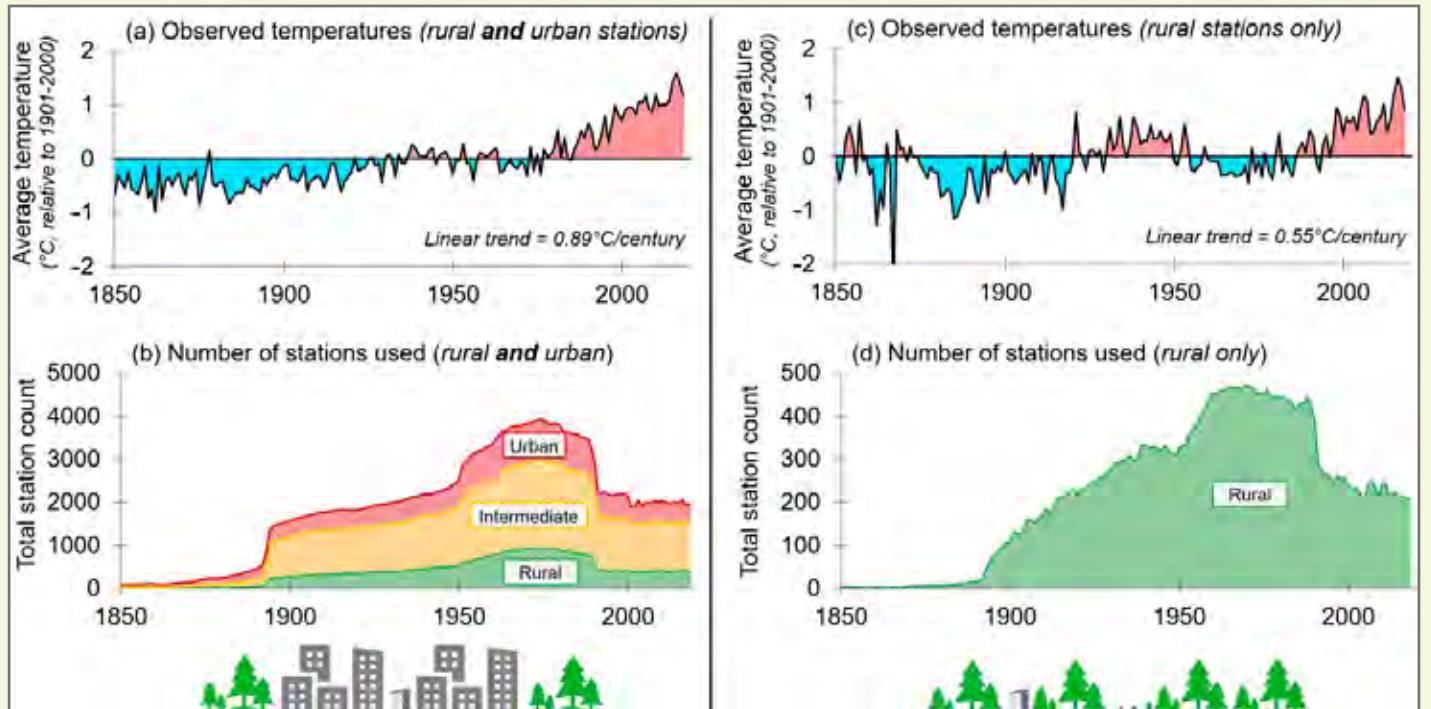 (a) Observed temperatures (rural and urban stations)
Average temperature
(°C, relative to 1901-2000)
2
1
0
-1
-2
Linear trend = 0.89°C/century
1850 1900 1950 2000
(b) Number of stations used (rural and urban)
Total station count
5000
4000
3000
2000
1000
0
Urban
Intermediate
Rural
1850 1900 1950 2000
(c) Observed temperatures (rural stations only)
Average temperature
(°C, relative to 1901-2000)
2
1
0
-1
-2
Linear trend = 0.55°C/century
1850 1900 1950 2000
(d) Number of stations used (rural only)
Total station count
500
400
300
200
100
0
Rural
1850 1900 1950 2000